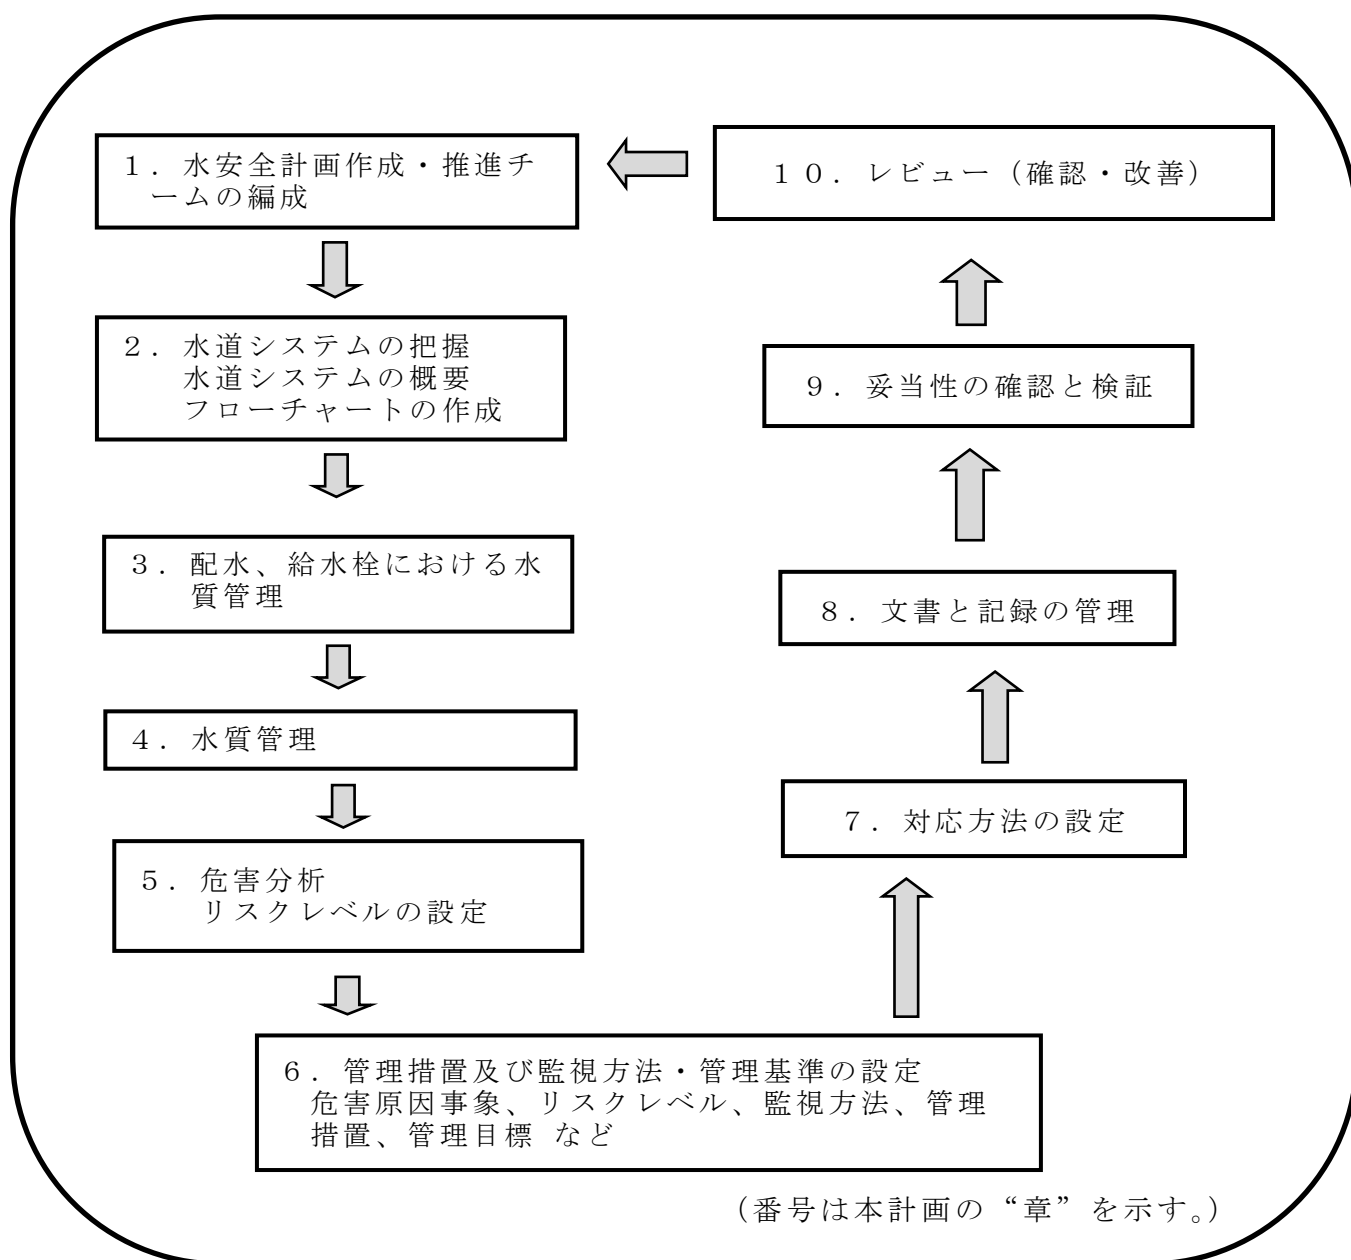 １．水安全計画作成・推進チ
ームの編成
２．水道システムの把握
水道システムの概要
フローチャートの作成
３．配水、給水栓における水
質管理
４．水質管理
５．危害分析
リスクレベルの設定
６．管理措置及び監視方法・管理基準の設定
危害原因事象、リスクレベル、監視方法、管理
措置、管理目標 など
７．対応方法の設定
８．文書と記録の管理
９．妥当性の確認と検証
１０．レビュー（確認・改善）
（番号は本計画の“章”を示す。）